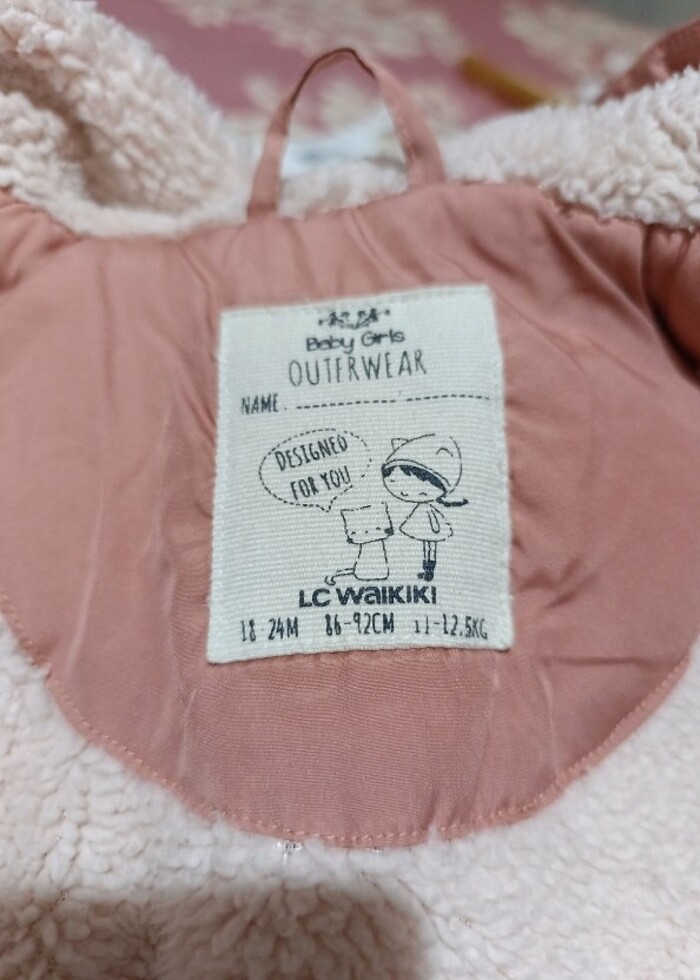 Baby Girls
OUTERWEAR
NAME
DESIGNED
FOR YOU
LC WAIKIKI
18-24M 86-92CM 11-12,5KG